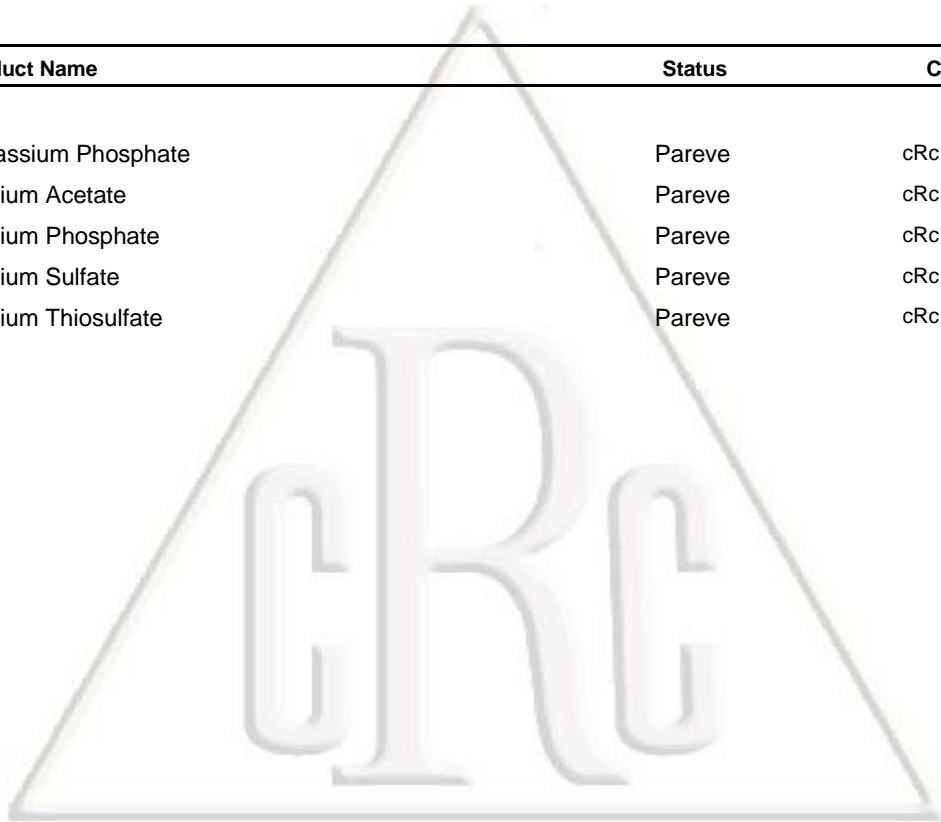 luct Name Status C
assium Phosphate Pareve cRc
ium Acetate Pareve cRc
ium Phosphate Pareve cRc
ium Sulfate Pareve cRc
ium Thiosulfate Pareve cRc
cRc